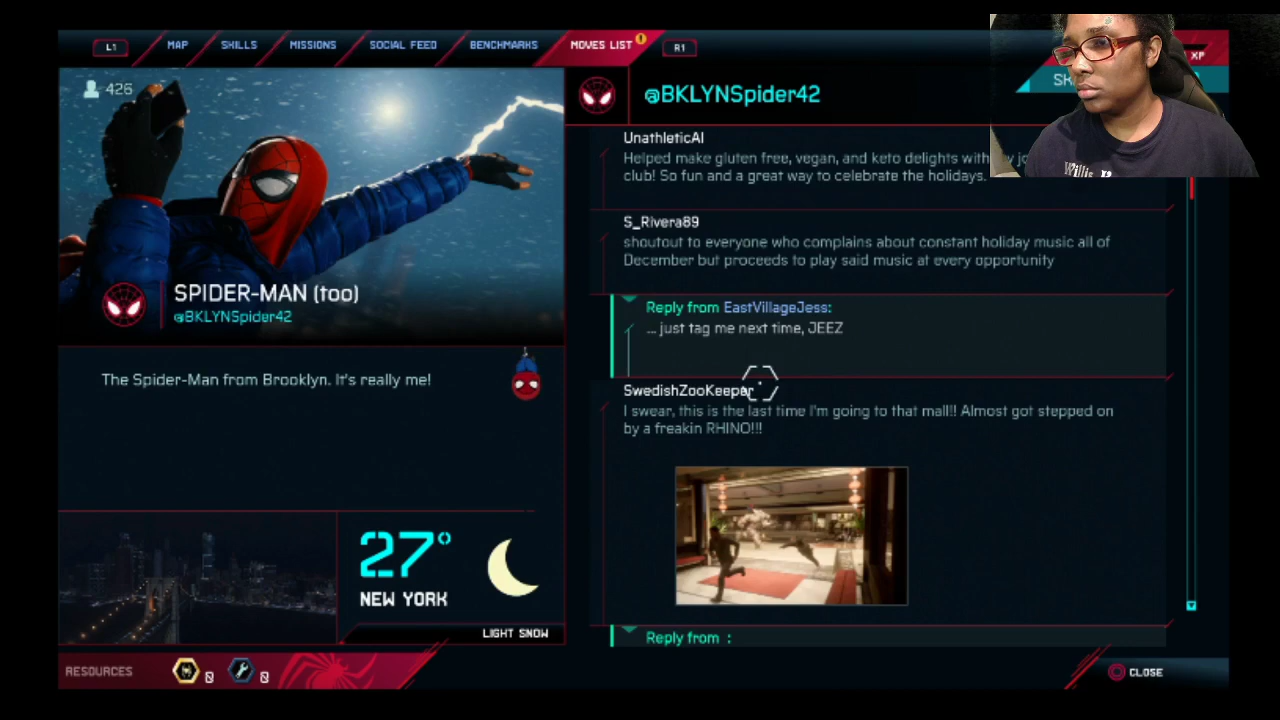 L1
MAP
SKILLS
MISSIONS
SOCIAL FEED
BENCHMARKS
MOVES LIST
R1
XP
426
@BKLYNSpider42
UnathleticAl
Helped make gluten free, vegan, and keto delights with
club! So fun and a great way to celebrate the holidays.
S_Rivera89
shoutout to everyone who complains about constant holiday music all of
December but proceeds to play said music at every opportunity
Reply from EastVillageJess:
... just tag me next time, JEEZ
SwedishZooKeeper
I swear, this is the last time I'm going to that mall!! Almost got stepped on
by a freakin RHINO!!!
Reply from :
SPIDER-MAN (too)
@BKLYNSpider42
The Spider-Man from Brooklyn. It's really me!
27°
NEW YORK
LIGHT SNOW
RESOURCES
0
0
CLOSE